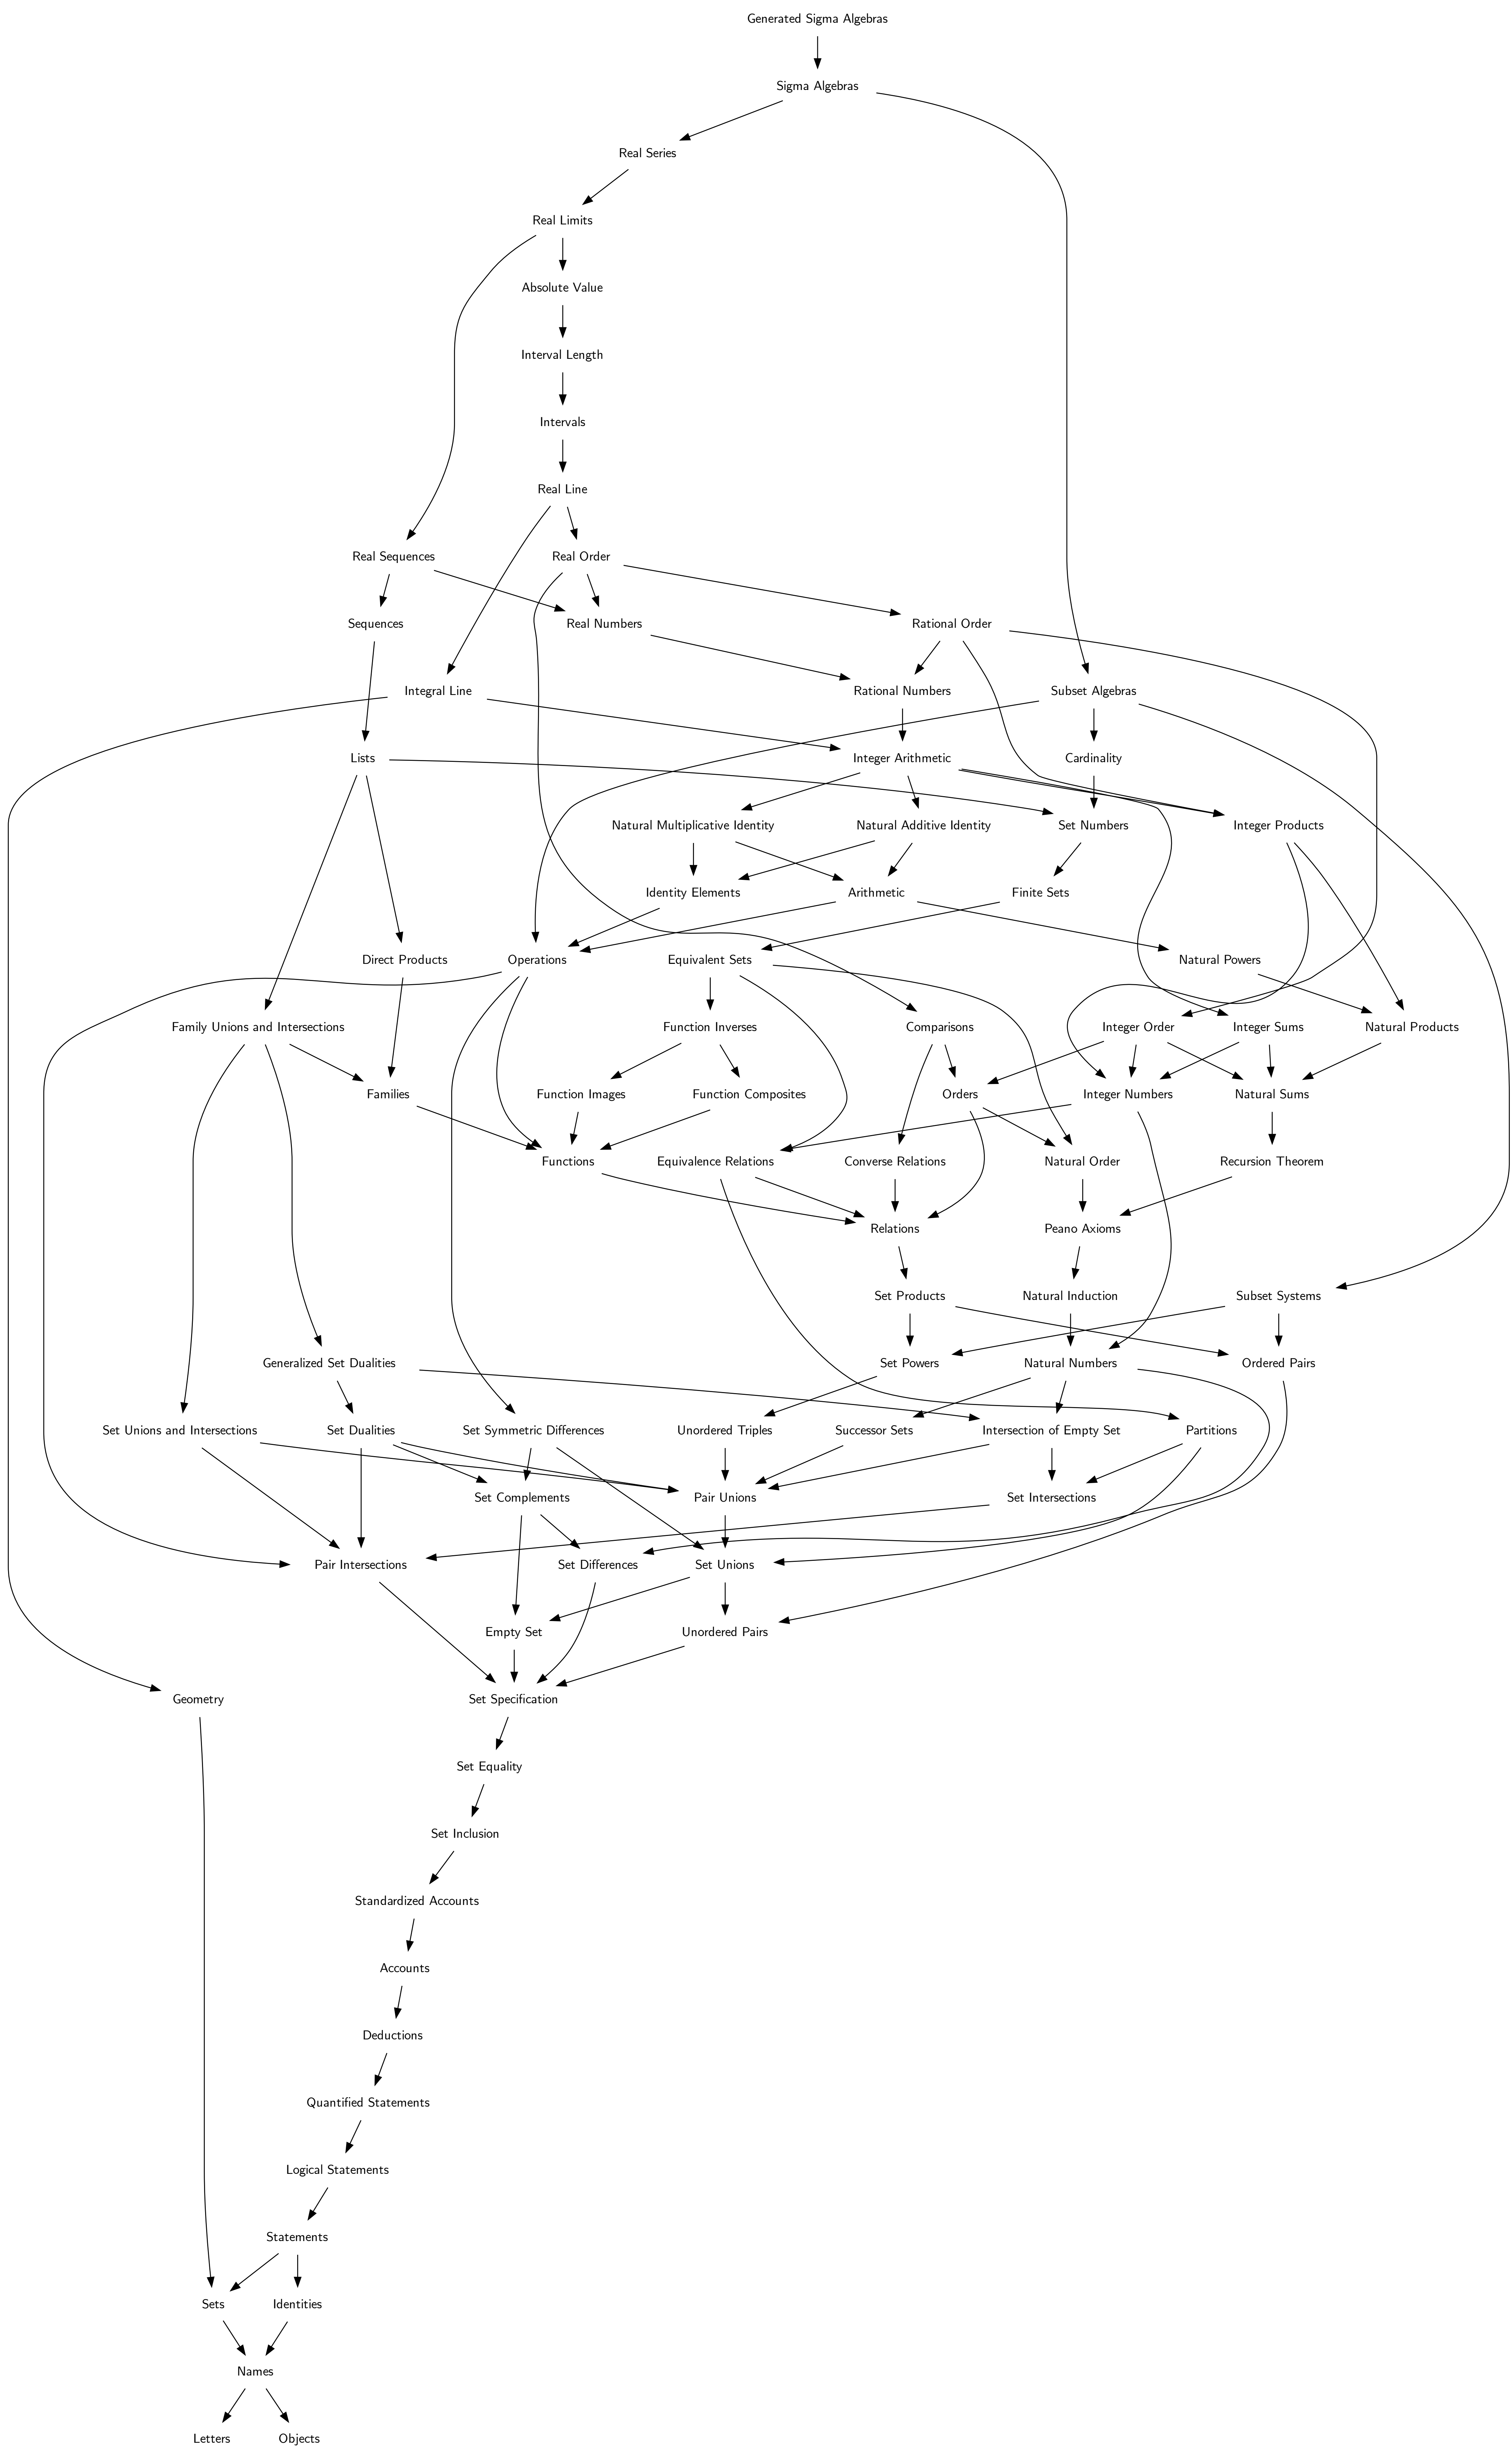 Generated Sigma Algebras
Sigma Algebras
Real Series
Real Limits
Absolute Value
Interval Length
Intervals
Real Line
Real Sequences
Real Order
Sequences
Real Numbers
Rational Order
Integral Line
Rational Numbers
Subset Algebras
Lists
Integer Arithmetic
Cardinality
Natural Multiplicative Identity
Natural Additive Identity
Set Numbers
Integer Products
Identity Elements
Arithmetic
Finite Sets
Direct Products
Operations
Equivalent Sets
Natural Powers
Family Unions and Intersections
Function Inverses
Comparisons
Integer Order
Integer Sums
Natural Products
Families
Function Images
Function Composites
Orders
Integer Numbers
Natural Sums
Functions
Equivalence Relations
Converse Relations
Natural Order
Recursion Theorem
Relations
Peano Axioms
Set Products
Natural Induction
Subset Systems
Generalized Set Dualities
Set Powers
Natural Numbers
Ordered Pairs
Set Unions and Intersections
Set Dualities
Set Symmetric Differences
Unordered Triples
Successor Sets
Intersection of Empty Set
Partitions
Set Complements
Pair Unions
Set Intersections
Pair Intersections
Set Differences
Set Unions
Empty Set
Unordered Pairs
Geometry
Set Specification
Set Equality
Set Inclusion
Standardized Accounts
Accounts
Deductions
Quantified Statements
Logical Statements
Statements
Sets
Identities
Names
Letters
Objects